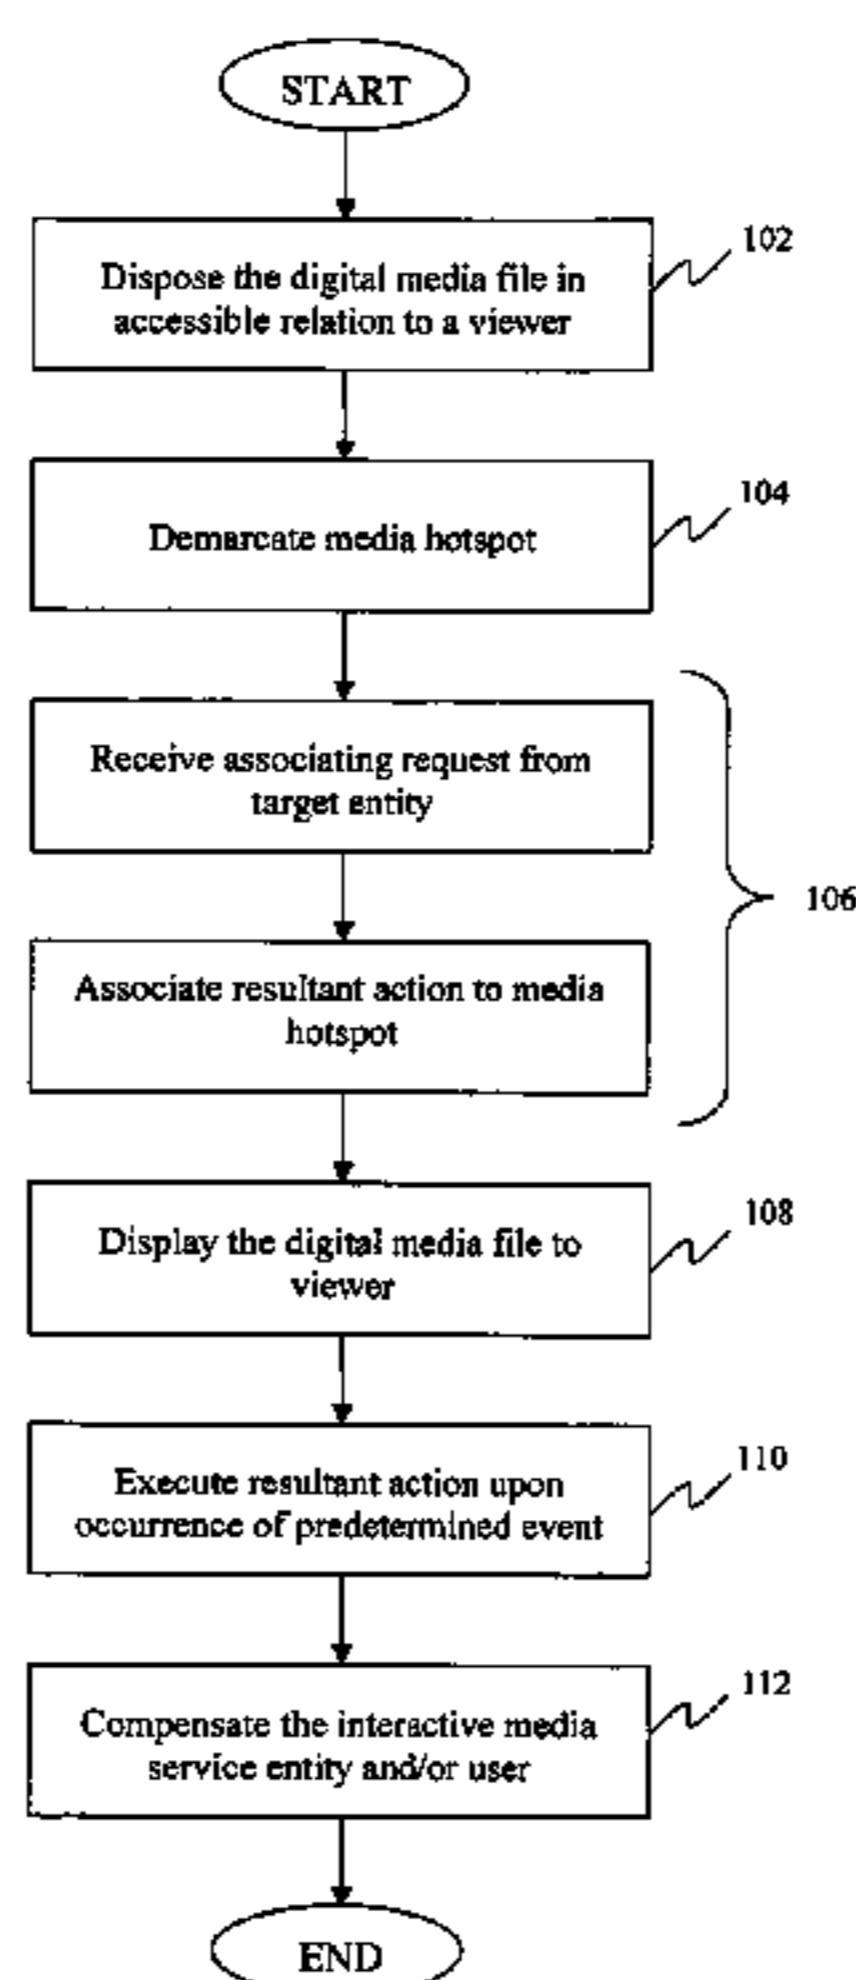 START
102
Dispose the digital media file in
accessible relation to a viewer
104
Demarcate media hotspot
Receive associating request from
target entity
106
Associate resultant action to media
hotspot
108
Display the digital media file to
viewer
110
Execute resultant action upon
occurrence of predetermined event
112
Compensate the interactive media
service entity and/or user
END